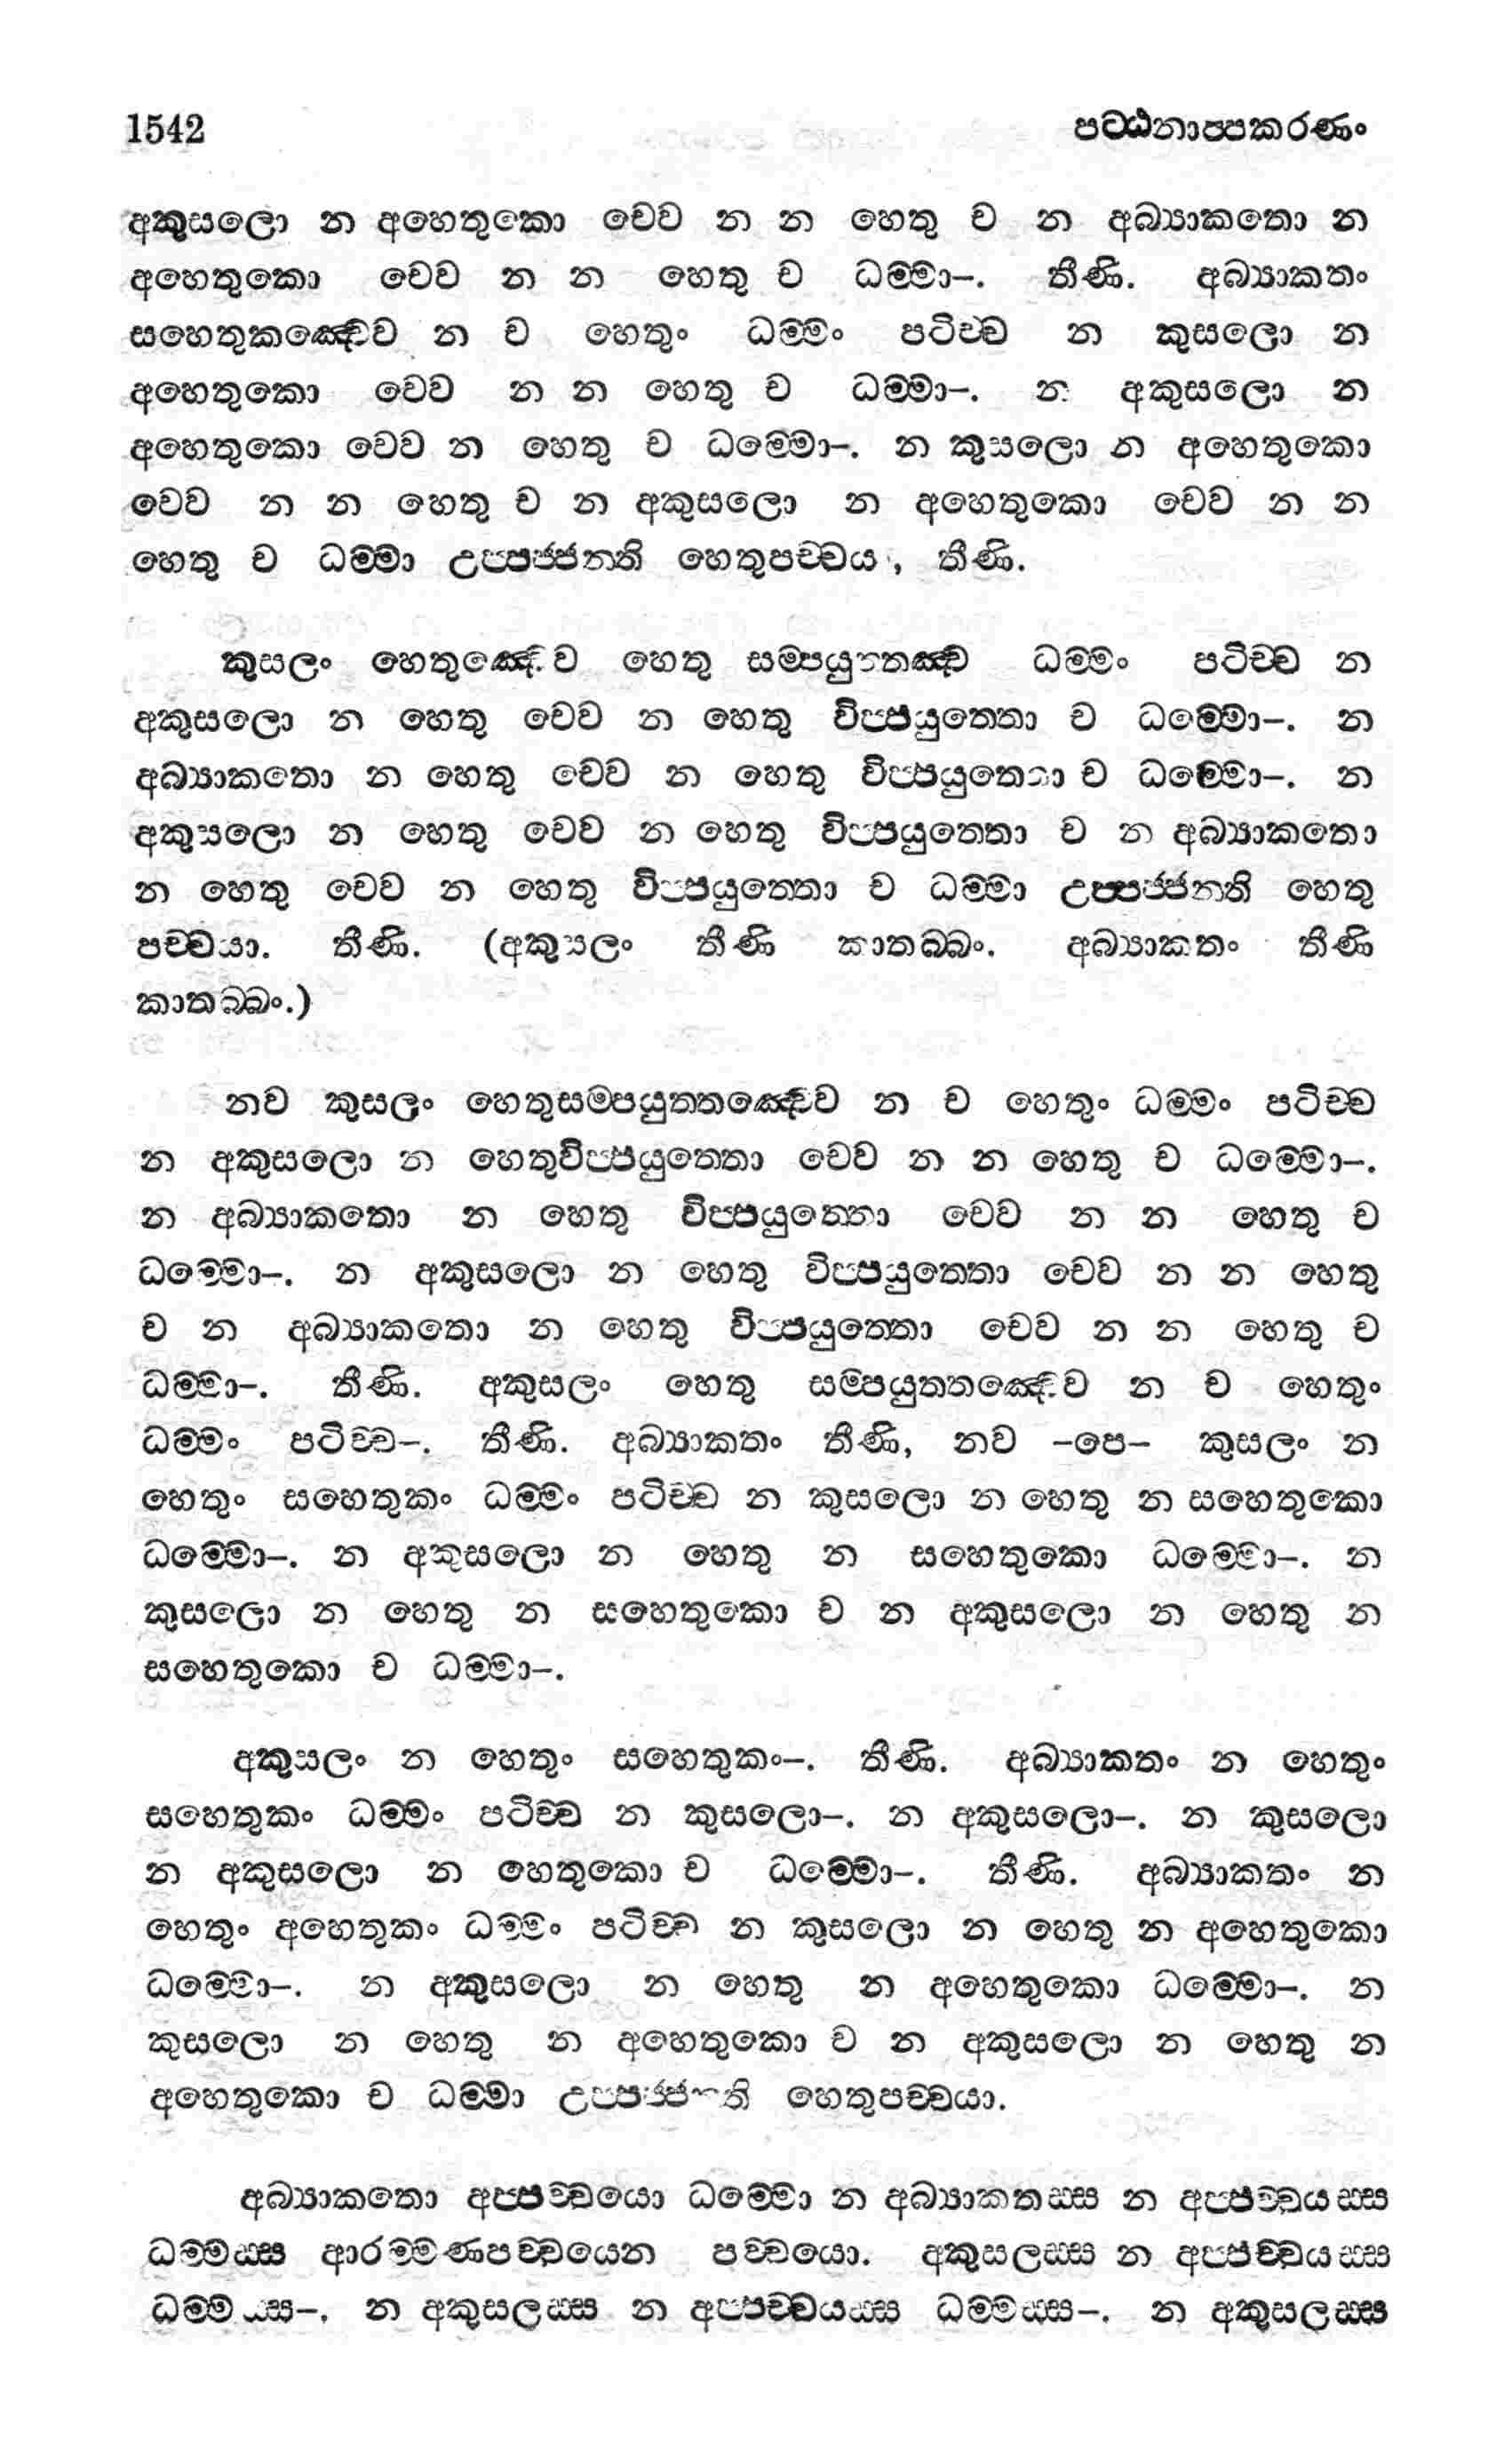 1542 පට්ඨනාප්පකරණං
අකුසලො න අහෙතුකො චෙව න න හෙතු ච න අබ්‍යාකතො න
අහෙතුකො චෙව න න හෙතු ච ධම්මා–. තීණි. අබ්‍යාකතං
සහෙතුකඤ්චෙව න ච හෙතුං ධම්මං පටිච්ච න කුසලො න
අහෙතුකො චෙව න න හෙතු ච ධම්මා–. න අකුසලො න
අහෙතුකො චෙව න හෙතු ච ධම්මො–. න කුසලො න අහෙතුකො
චෙව න න හෙතු ච න අකුසලො න අහෙතුකො චෙව න න
හෙතු ච ධම්මා උප්පජ්ජන්ති හෙතුපච්චය, තීණි.
කුසලං හෙතුඤ්චෙව හෙතු සම්පයුත්තඤ්ච ධම්මං පටිච්ච න
අකුසලො න හෙතු චෙව න හෙතු විප්පයුත්තො ච ධම්මො–. න
අබ්‍යාකතො න හෙතු චෙව න හෙතු විප්පයුත්තො ච ධම්මො–. න
අකුසලො න හෙතු චෙව න හෙතු විප්පයුත්තො ච න අබ්‍යාකතො
න හෙතු චෙව න හෙතු විප්පයුත්තො ච ධම්මා උප්පජ්ජන්ති හෙතු
පච්චයා. තීණි. (අකුසලං තීණි කාතබ්බං. අබ්‍යාකතං තීණි
කාතබ්බං.)
නව කුසලං හෙතුසම්පයුත්තඤ්චෙව න ච හෙතුං ධම්මං පටිච්ච
න අකුසලො න හෙතුවිප්පයුත්තො චෙව න න හෙතු ච ධම්මො–.
න අබ්‍යාකතො න හෙතු විප්පයුත්තො චෙව න න හෙතු ච
ධම්මො–. න අකුසලො න හෙතු විප්පයුත්තො චෙව න න හෙතු
ච න අබ්‍යාකතො න හෙතු විප්පයුත්තො චෙව න න හෙතු ච
ධම්මා–. තීණි. අකුසලං හෙතු සම්පයුත්තඤ්චෙව න ච හෙතුං
ධම්මං පටිච්ච–. තීණි. අබ්‍යාකතං තීණි, නව –පෙ– කුසලං න
හෙතුං සහෙතුකං ධම්මං පටිච්ච න කුසලො න හෙතු න සහෙතුකො
ධම්මො–. න අකුසලො න හෙතු න සහෙතුකො ධම්මො–. න
කුසලො න හෙතු න සහෙතුකො ච න අකුසලො න හෙතු න
සහෙතුකො ච ධම්මා–.
අකුසලං න හෙතුං සහෙතුකං–. තීණි. අබ්‍යාකතං න හෙතුං
සහෙතුකං ධම්මං පටිච්ච න කුසලො–. න අකුසලො–. න කුසලො
න අකුසලො න හෙතුකො ච ධම්මො–. තීණි. අබ්‍යාකතං න
හෙතුං අහෙතුකං ධම්මං පටිච්ච න කුසලො න හෙතු න අහෙතුකො
ධම්මො–. න අකුසලො න හෙතු න අහෙතුකො ධම්මො–. න
කුසලො න හෙතු න අහෙතුකො ච න අකුසලො න හෙතු න
අහෙතුකො ච ධම්මා උප්පජ්ජන්ති හෙතුපච්චයා.
අබ්‍යාකතො අප්පච්චයො ධම්මො න අබ්‍යාකතස්ස න අප්පච්චයස්ස
ධම්මස්ස ආරම්මණපච්චයෙන පච්චයො. අකුසලස්ස න අප්පච්චයස්ස
ධම්මස්ස–. න අකුසලස්ස න අප්පච්චයස්ස ධම්මස්ස–. න අකුසලස්ස